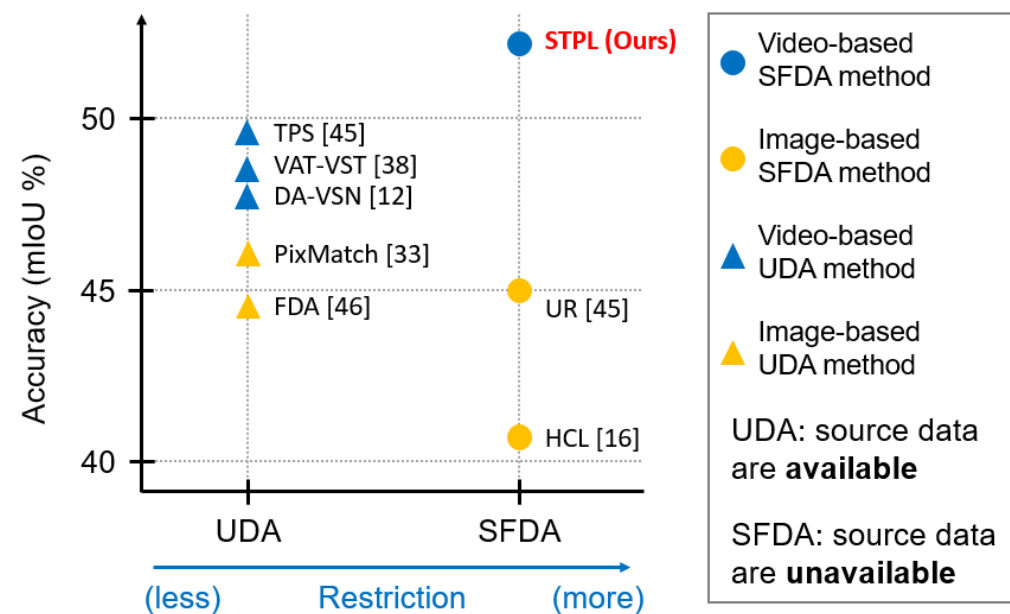 Accuracy (mIoU %)
50
45
40
STPL (Ours)
TPS [45]
VAT-VST [38]
DA-VSN [12]
PixMatch [33]
FDA [46]
UR [45]
HCL [16]
UDA
SFDA
(less) Restriction (more)
Video-based
SFDA method
Image-based
SFDA method
Video-based
UDA method
Image-based
UDA method
UDA: source data
are available
SFDA: source data
are unavailable